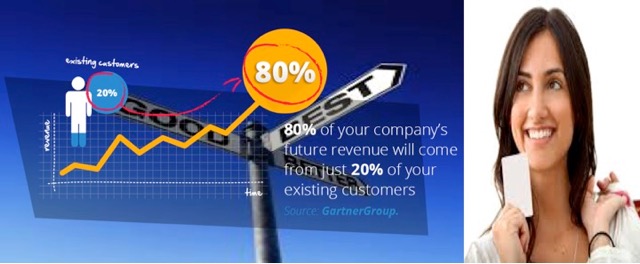 existing customers
20%
80%
GOOD
BEST
BETTER
revenue
time
80% of your company's
future revenue will come
from just 20% of your
existing customers
Source: GartnerGroup.